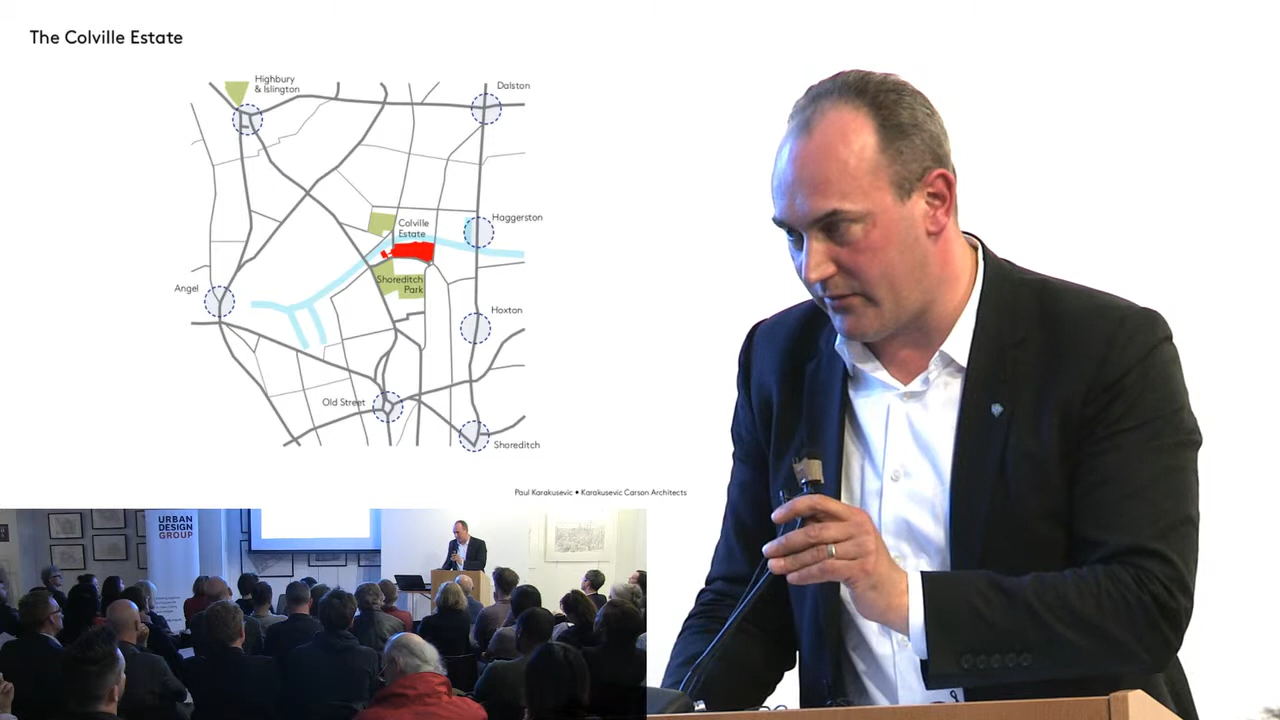 The Colville Estate
Highbury
& Islington
Dalston
Colville
Estate
Haggerston
Shoreditch
Park
Angel
Hoxton
Old Street
Shoreditch
Paul Karakusevic • Karakusevic Carson Architects
URBAN
DESIGN
GROUP